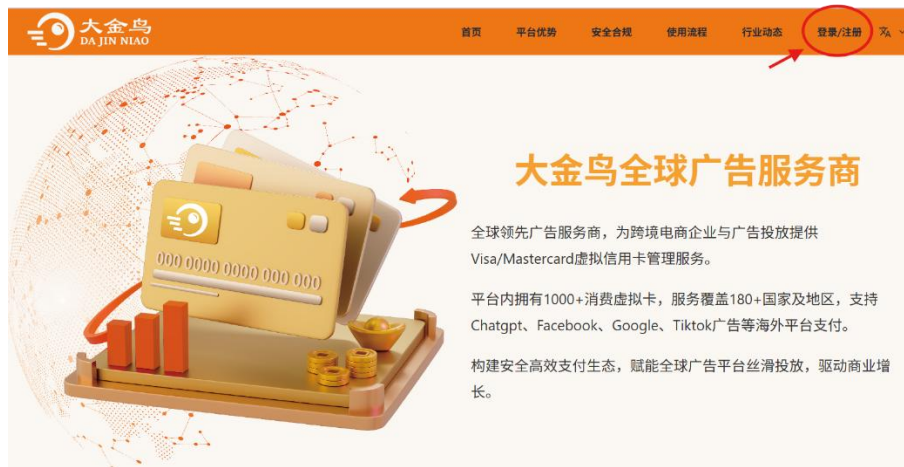 大金鸟
DA JIN NIAO
首页 平台优势 安全合规 使用流程 行业动态 登录/注册
大金鸟全球广告服务商
全球领先广告服务商，为跨境电商企业与广告投放提供
Visa/Mastercard虚拟信用卡管理服务。
平台内拥有1000+消费虚拟卡，服务覆盖180+国家及地区，支持
Chatgpt、Facebook、Google、Tiktok广告等海外平台支付。
构建安全高效支付生态，赋能全球广告平台丝滑投放，驱动商业增
长。
000 0000 0000 000 000